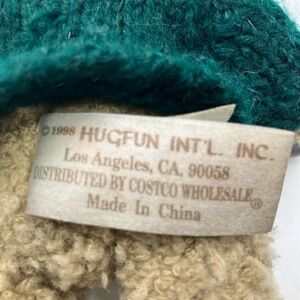 © 1998 HUGFUN INT'L. INC.
Los Angeles, CA, 90058
DISTRIBUTED BY COSTCO WHOLESALE®
Made In China